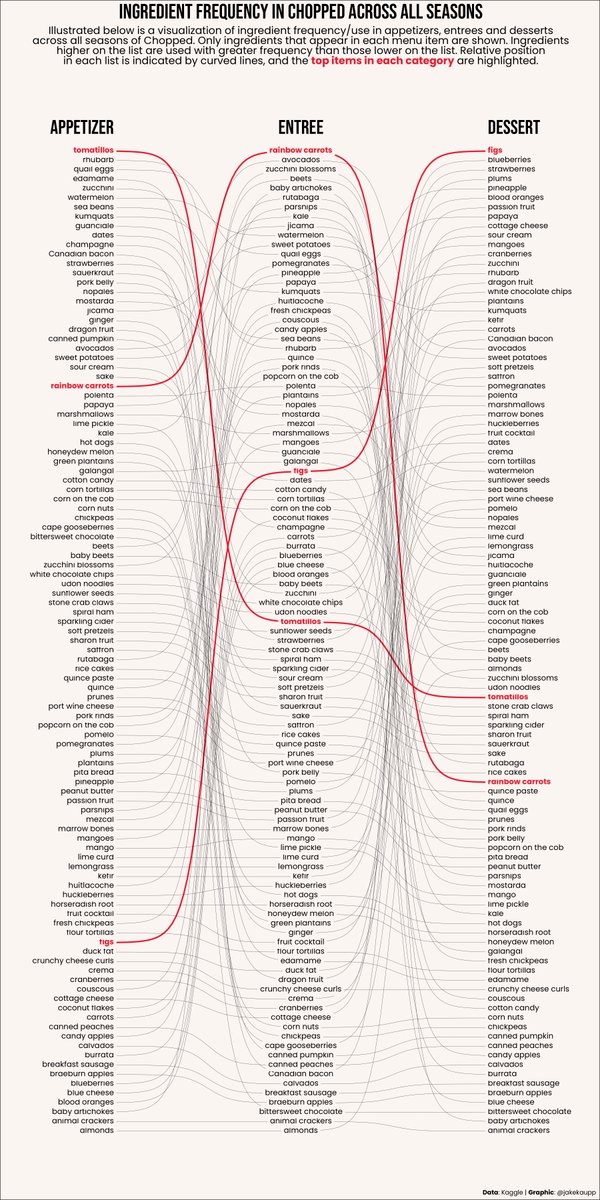 INGREDIENT FREQUENCY IN CHOPPED ACROSS ALL SEASONS
Illustrated below is a visualization of ingredient frequency/use in appetizers, entrees and desserts
across all seasons of Chopped. Only ingredients that appear in each menu item are shown. Ingredients
higher on the list are used with greater frequency than those lower on the list. Relative position
in each list is indicated by curved lines, and the top items in each category are highlighted.
APPETIZER
tomatillos
rhubarb
quail eggs
edamame
zucchini
watermelon
sea beans
kumquats
guanciale
dates
champagne
Canadian bacon
strawberries
sauerkraut
pork belly
nopales
mostarda
jicama
ginger
dragon fruit
canned pumpkin
avocados
sweet potatoes
sour cream
sake
rainbow carrots
polenta
papaya
marshmallows
lime pickle
kale
hot dogs
honeydew melon
green plantains
galangal
cotton candy
corn tortillas
corn on the cob
corn nuts
chickpeas
cape gooseberries
bittersweet chocolate
beets
baby beets
zucchini blossoms
white chocolate chips
udon noodles
sunflower seeds
stone crab claws
spiral ham
sparkling cider
soft pretzels
sharon fruit
saffron
rutabaga
rice cakes
quince paste
quince
prunes
port wine cheese
pork rinds
popcorn on the cob
pomelo
pomegranates
plums
plantains
pita bread
pineapple
peanut butter
passion fruit
parsnips
mezcal
marrow bones
mangoes
mango
lime curd
lemongrass
kefir
huitlacoche
huckleberries
horseradish root
fruit cocktail
fresh chickpeas
flour tortillas
figs
duck fat
crunchy cheese curls
crema
cranberries
couscous
cottage cheese
coconut flakes
carrots
canned peaches
candy apples
calvados
burrata
breakfast sausage
braeburn apples
blueberries
blue cheese
blood oranges
baby artichokes
animal crackers
almonds
ENTREE
rainbow carrots
avocados
zucchini blossoms
beets
baby artichokes
rutabaga
parsnips
kale
jicama
watermelon
sweet potatoes
quail eggs
pomegranates
pineapple
papaya
kumquats
huitlacoche
fresh chickpeas
couscous
candy apples
sea beans
rhubarb
quince
pork rinds
popcorn on the cob
polenta
plantains
nopales
mostarda
mezcal
marshmallows
mangoes
guanciale
galangal
figs
dates
cotton candy
corn tortillas
corn on the cob
coconut flakes
champagne
carrots
burrata
blueberries
blue cheese
blood oranges
baby beets
zucchini
white chocolate chips
udon noodles
tomatillos
sunflower seeds
strawberries
stone crab claws
spiral ham
sparkling cider
sour cream
soft pretzels
sharon fruit
sauerkraut
sake
saffron
rice cakes
quince paste
prunes
port wine cheese
pork belly
pomelo
plums
pita bread
peanut butter
passion fruit
marrow bones
mango
lime pickle
lime curd
lemongrass
kefir
huckleberries
hot dogs
horseradish root
honeydew melon
green plantains
ginger
fruit cocktail
flour tortillas
edamame
duck fat
dragon fruit
crunchy cheese curls
crema
cranberries
cottage cheese
corn nuts
chickpeas
cape gooseberries
canned pumpkin
canned peaches
Canadian bacon
calvados
breakfast sausage
braeburn apples
bittersweet chocolate
animal crackers
almonds
DESSERT
figs
blueberries
strawberries
plums
pineapple
blood oranges
passion fruit
papaya
cottage cheese
sour cream
mangoes
cranberries
zucchini
rhubarb
dragon fruit
white chocolate chips
plantains
kumquats
kefir
carrots
Canadian bacon
avocados
sweet potatoes
soft pretzels
saffron
pomegranates
polenta
marshmallows
marrow bones
huckleberries
fruit cocktail
dates
crema
corn tortillas
watermelon
sunflower seeds
sea beans
port wine cheese
pomelo
nopales
mezcal
lime curd
lemongrass
jicama
huitlacoche
guanciale
green plantains
ginger
duck fat
corn on the cob
coconut flakes
champagne
cape gooseberries
beets
baby beets
almonds
zucchini blossoms
udon noodles
tomatillos
stone crab claws
spiral ham
sparkling cider
sharon fruit
sauerkraut
sake
rutabaga
rice cakes
rainbow carrots
quince paste
quince
quail eggs
prunes
pork rinds
pork belly
popcorn on the cob
pita bread
peanut butter
parsnips
mostarda
mango
lime pickle
kale
hot dogs
horseradish root
honeydew melon
galangal
fresh chickpeas
flour tortillas
edamame
crunchy cheese curls
couscous
cotton candy
corn nuts
chickpeas
canned pumpkin
canned peaches
candy apples
calvados
burrata
breakfast sausage
braeburn apples
blue cheese
bittersweet chocolate
baby artichokes
animal crackers
Data: Kaggle | Graphic: @jakekaupp